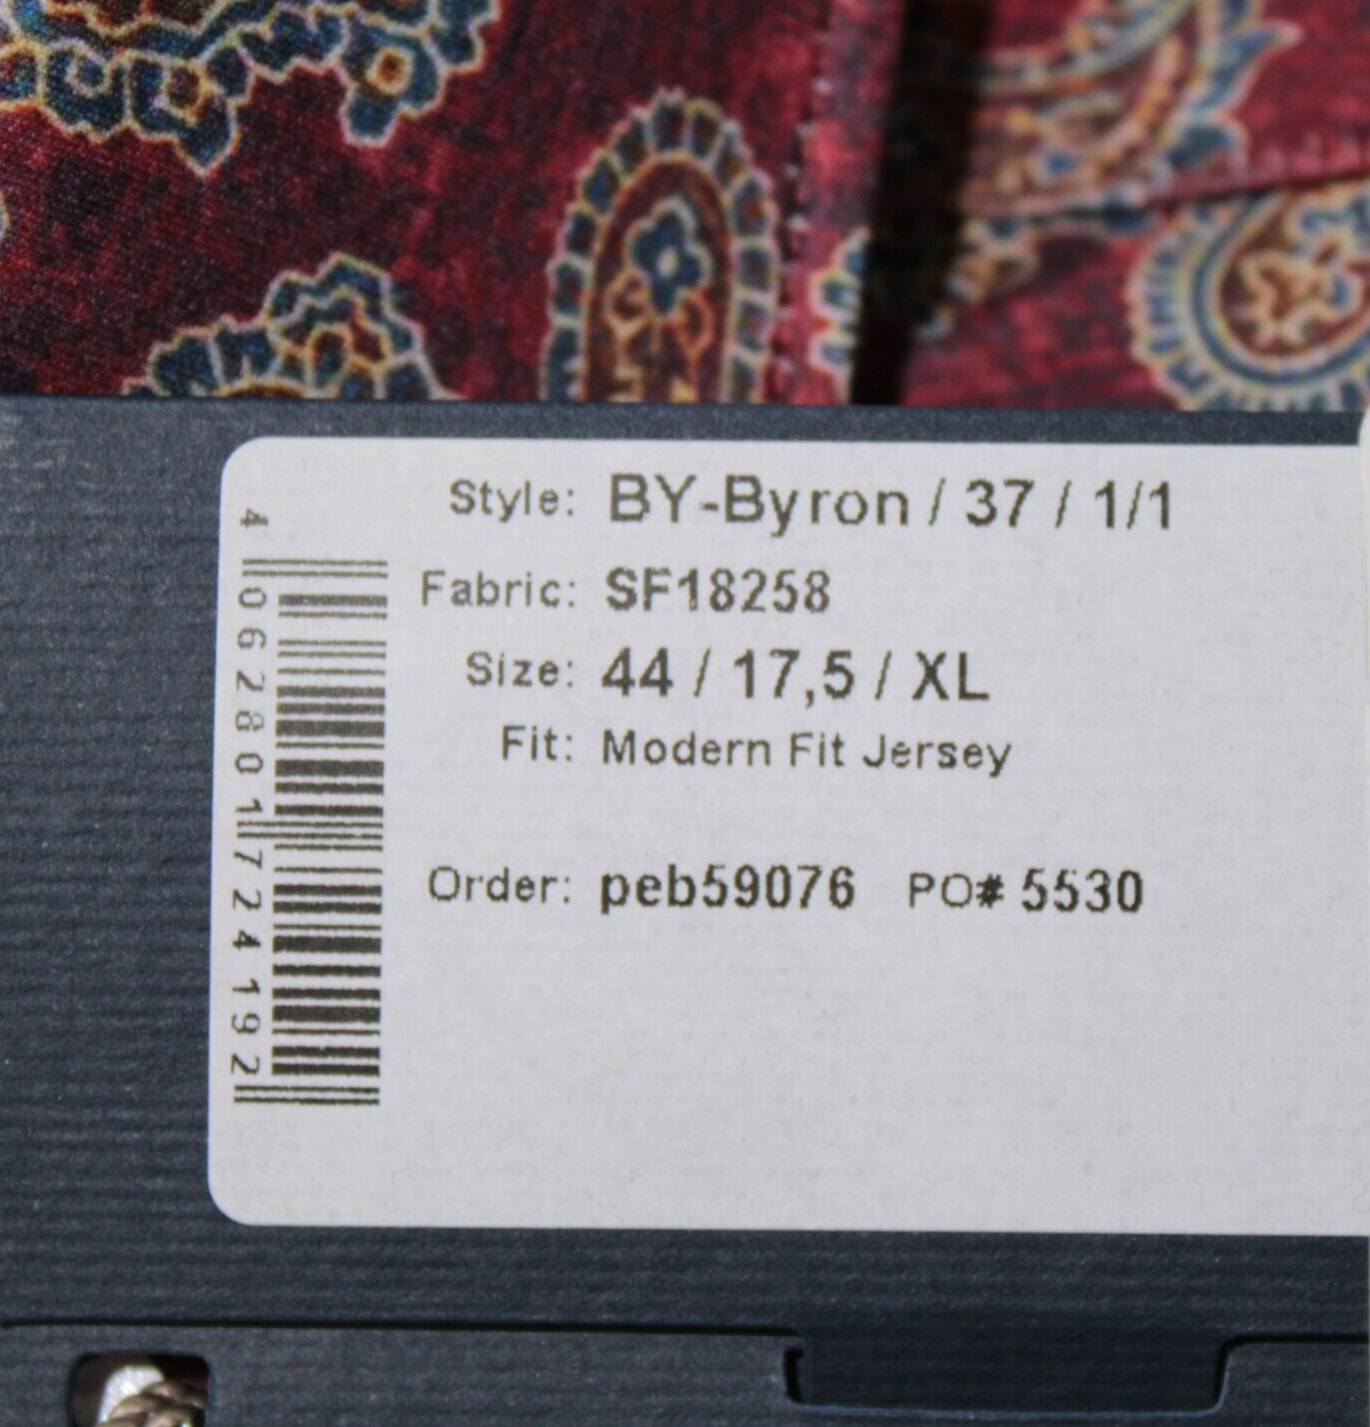 Style: BY-Byron / 37 / 1/1
Fabric: SF18258
Size: 44 / 17,5 / XL
Fit: Modern Fit Jersey
Order: peb59076 PO# 5530
4 062801 724192